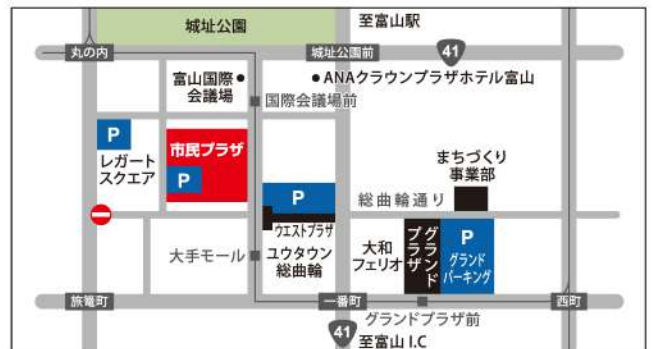 城址公園
至富山駅
丸の内
城址公園前
41
富山国際
会議場
ANAクラウンプラザホテル富山
国際会議場前
P
レガート
スクエア
市民プラザ
P
まちづくり
事業部
P
総曲輪通り
ウエストプラザ
大手モール
ユウタウン
総曲輪
大和
フェリオ
グランド
プラザ
P
グランド
パーキング
旅篭町
一番町
西町
グランドプラザ前
41
至富山 I.C